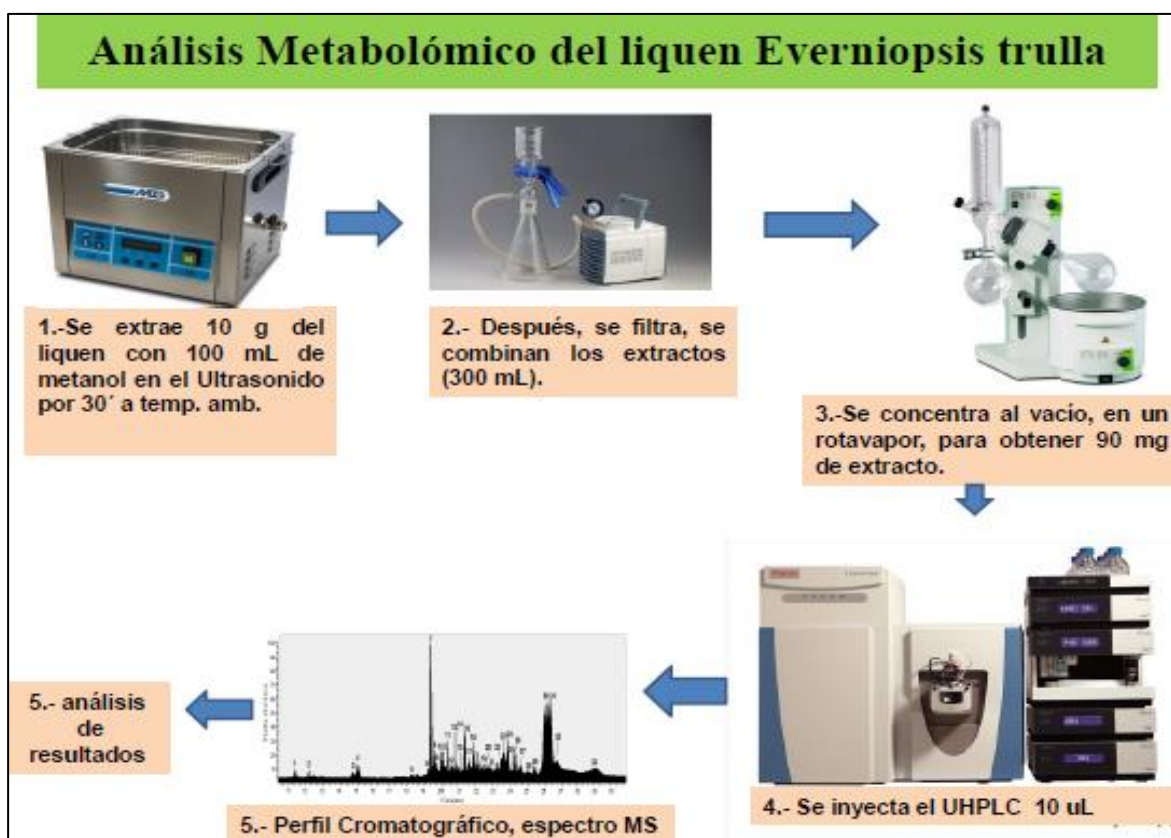 Análisis Metabolómico del liquen Everniopsis trulla
1.-Se extrae 10 g del
liquen con 100 mL de
metanol en el Ultrasonido
por 30´ a temp. amb.
2.- Después, se filtra, se
combinan los extractos
(300 mL).
3.-Se concentra al vacío, en un
rotavapor, para obtener 90 mg
de extracto.
4.- Se inyecta el UHPLC 10 uL
5.- Perfil Cromatográfico, espectro MS
5.- análisis
de
resultados